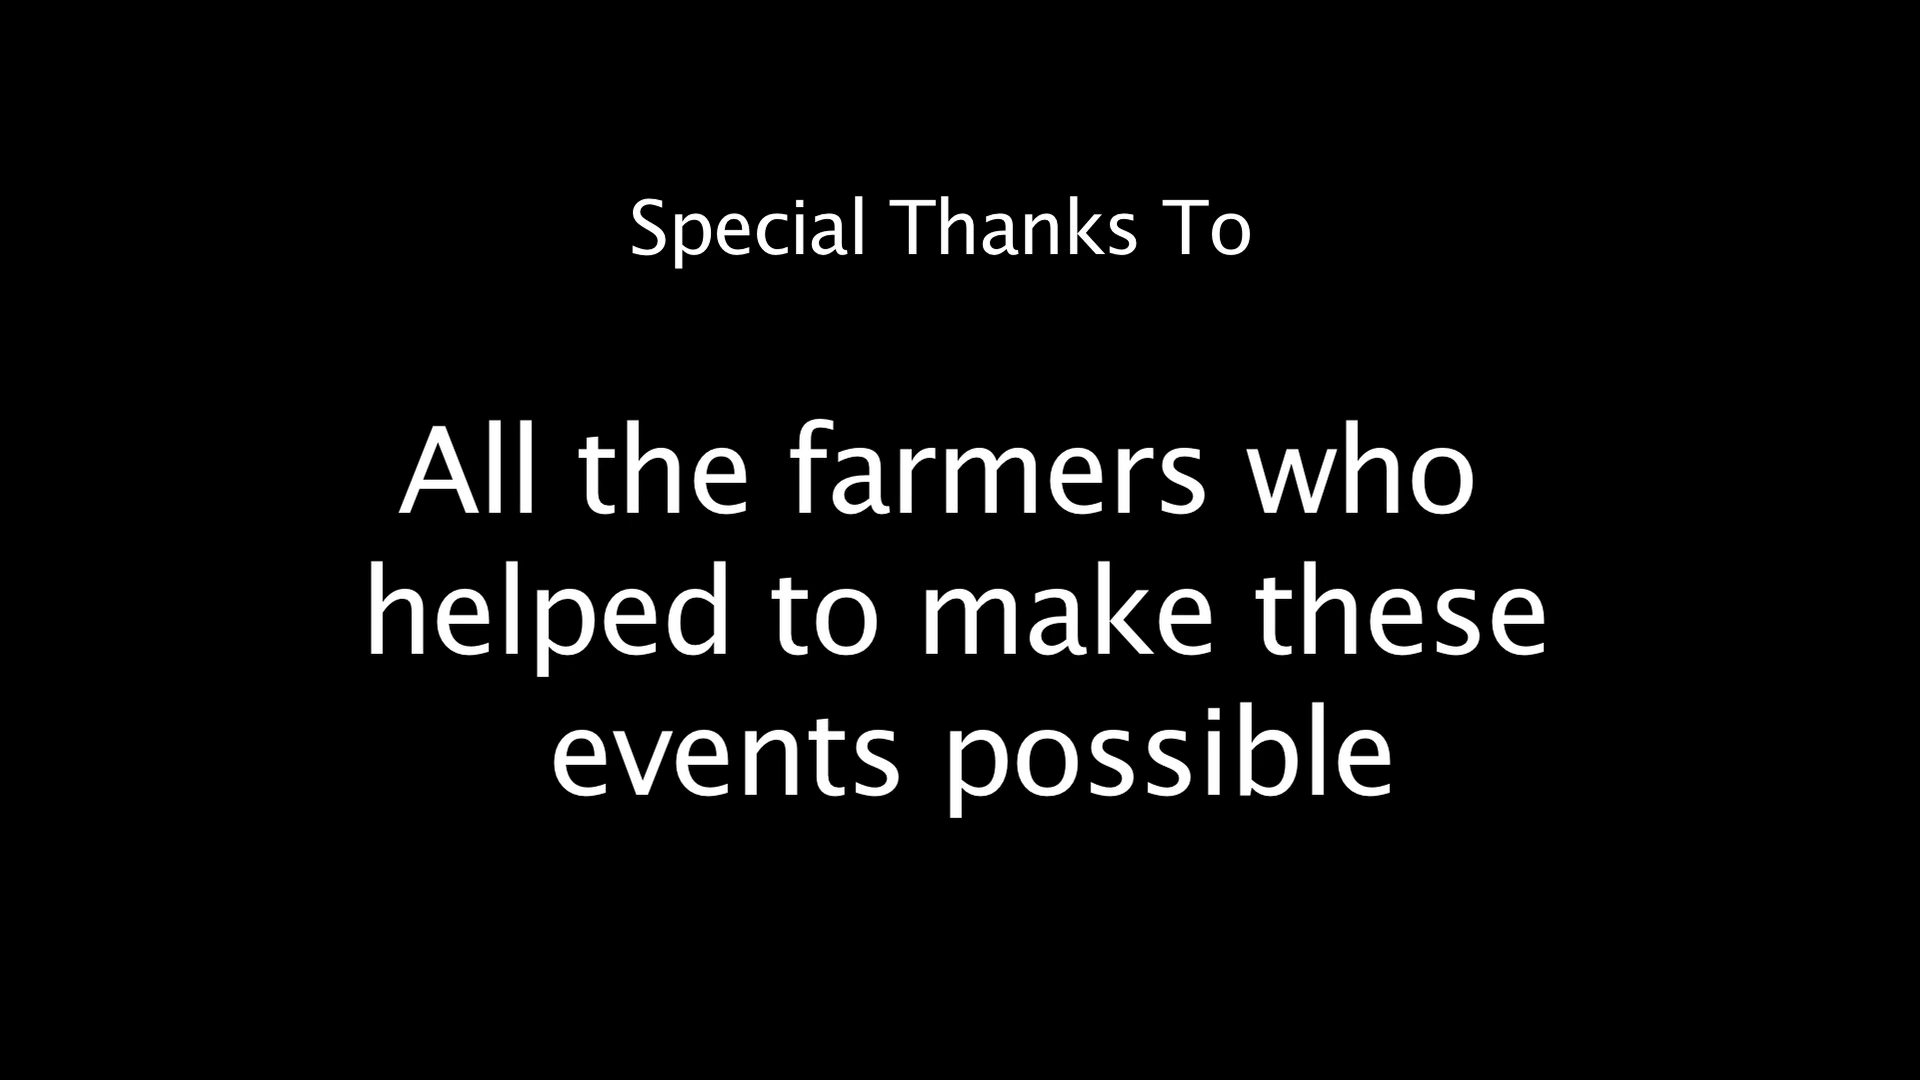 Special Thanks To
All the farmers who
helped to make these
events possible